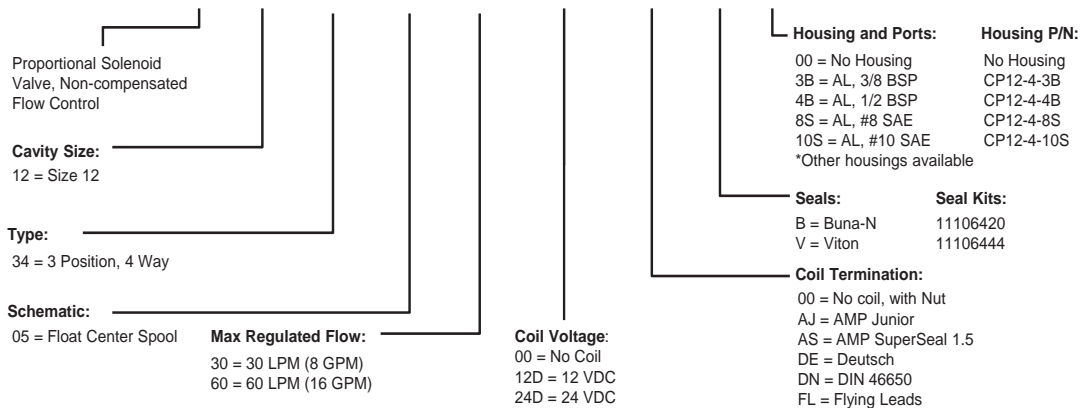 Proportional Solenoid
Valve, Non-compensated
Flow Control
Cavity Size:
12 = Size 12
Type:
34 = 3 Position, 4 Way
Schematic:
05 = Float Center Spool
Max Regulated Flow:
30 = 30 LPM (8 GPM)
60 = 60 LPM (16 GPM)
Coil Voltage:
00 = No Coil
12D = 12 VDC
24D = 24 VDC
Housing and Ports: Housing P/N:
00 = No Housing No Housing
3B = AL, 3/8 BSP CP12-4-3B
4B = AL, 1/2 BSP CP12-4-4B
8S = AL, #8 SAE CP12-4-8S
10S = AL, #10 SAE CP12-4-10S
*Other housings available
Seals: Seal Kits:
B = Buna-N 11106420
V = Viton 11106444
Coil Termination:
00 = No coil, with Nut
AJ = AMP Junior
AS = AMP SuperSeal 1.5
DE = Deutsch
DN = DIN 46650
FL = Flying Leads